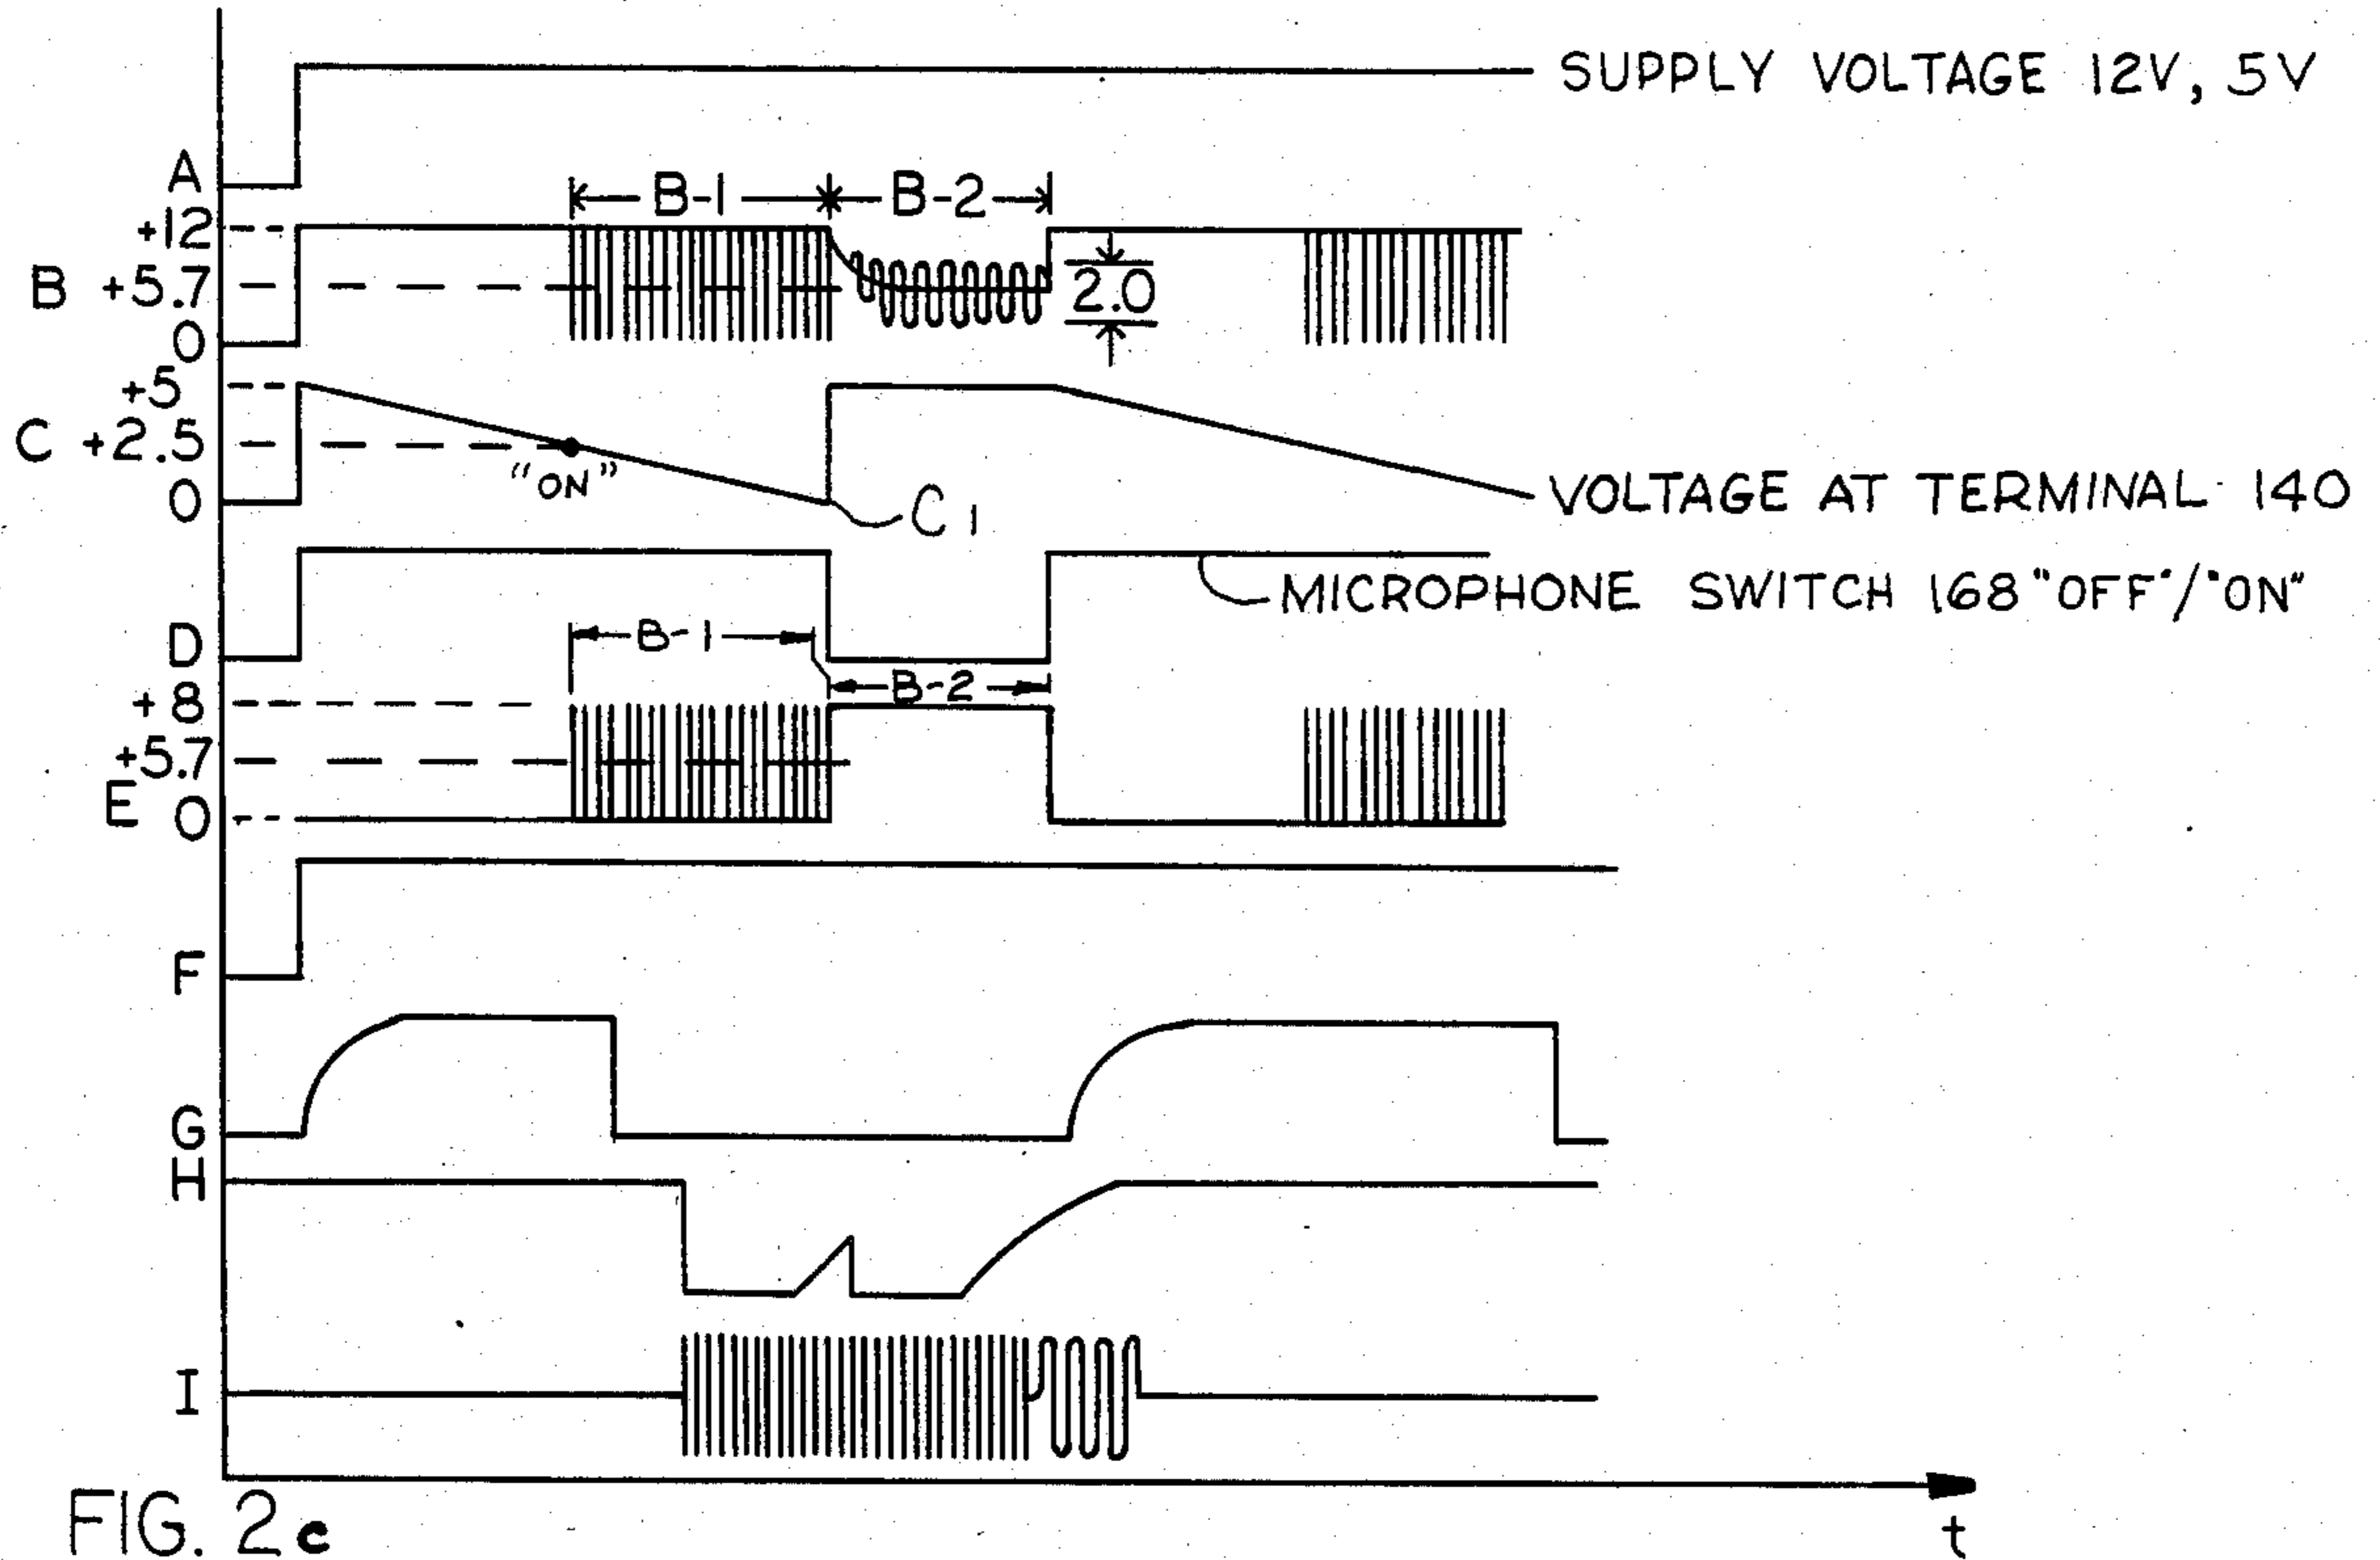 SUPPLY VOLTAGE 12V, 5V
A
B-1 B-2
+12
B +5.7
2.0
0
+5
C +2.5
"ON"
0
C1
VOLTAGE AT TERMINAL 140
MICROPHONE SWITCH 168 "OFF"/"ON"
D
B-1
B-2
+8
+5.7
E 0
F
G
H
I
FIG. 2c
t